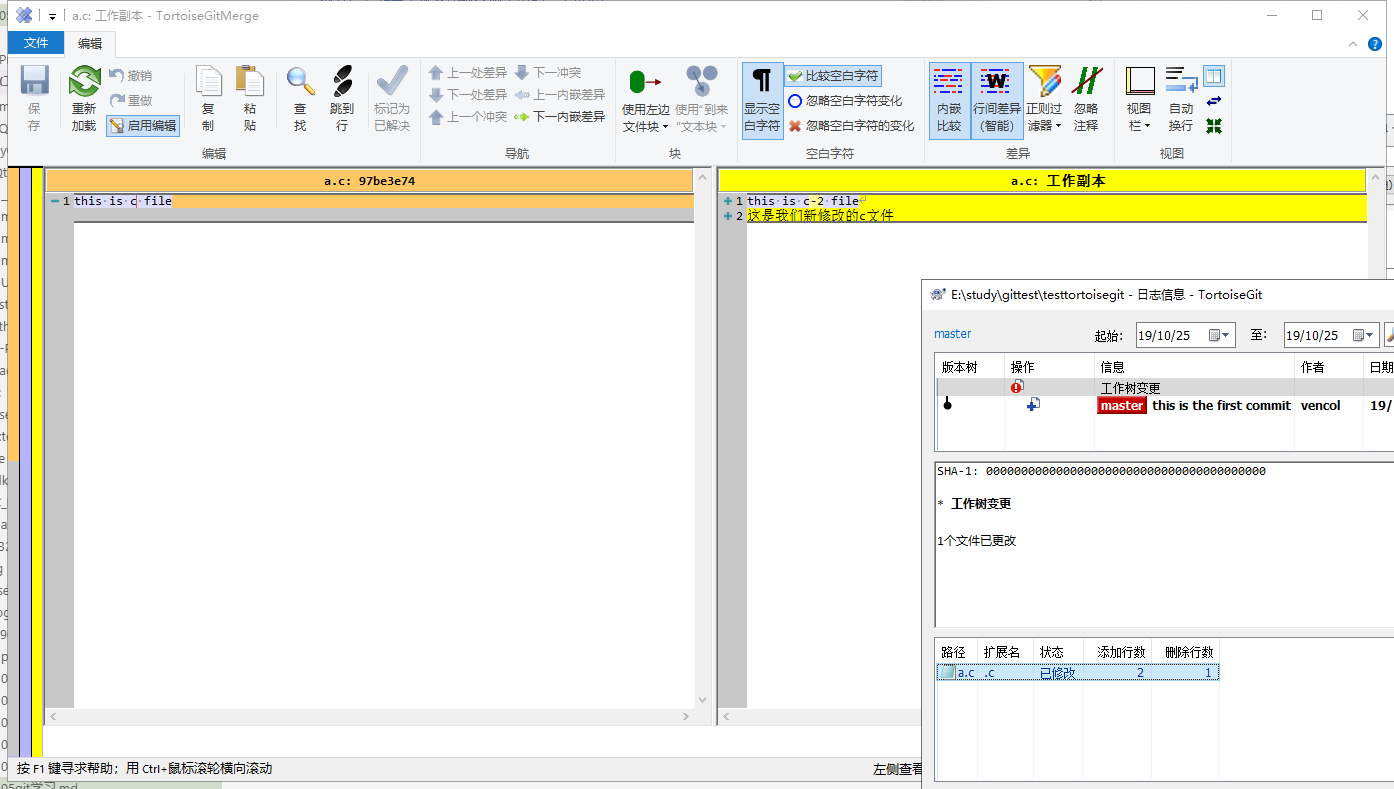 a.c: 工作副本 - TortoiseGitMerge
文件 编辑
保存
重新加载
撤销
重做
启用编辑
复制
粘贴
查找
跳到行
标记为已解决
上一处差异 下一冲突
下一处差异 上一内嵌差异
上一个冲突 下一内嵌差异
使用左边文件块
使用“到来”文本块
显示空白字符
比较空白字符
忽略空白字符变化
忽略空白字符的变化
内嵌比较
行间差异(智能)
正则过滤器
忽略注释
视图栏
自动换行
编辑 导航 块 空白字符 差异 视图
a.c: 97be3e74
1 this is c file
a.c: 工作副本
1 this is c-2 file
2 这是我们新修改的c文件
E:\study\gittest\testtortoisegit - 日志信息 - TortoiseGit
master 起始: 19/10/25 至: 19/10/25
版本树 操作 信息 作者 日期
工作树变更
master this is the first commit vencol 19/
SHA-1: 0000000000000000000000000000000000000000
* 工作树变更
1个文件已更改
路径 扩展名 状态 添加行数 删除行数
a.c .c 已修改 2 1
按 F1 键寻求帮助; 用 Ctrl+鼠标滚轮横向滚动
左侧查看
05git学习.md